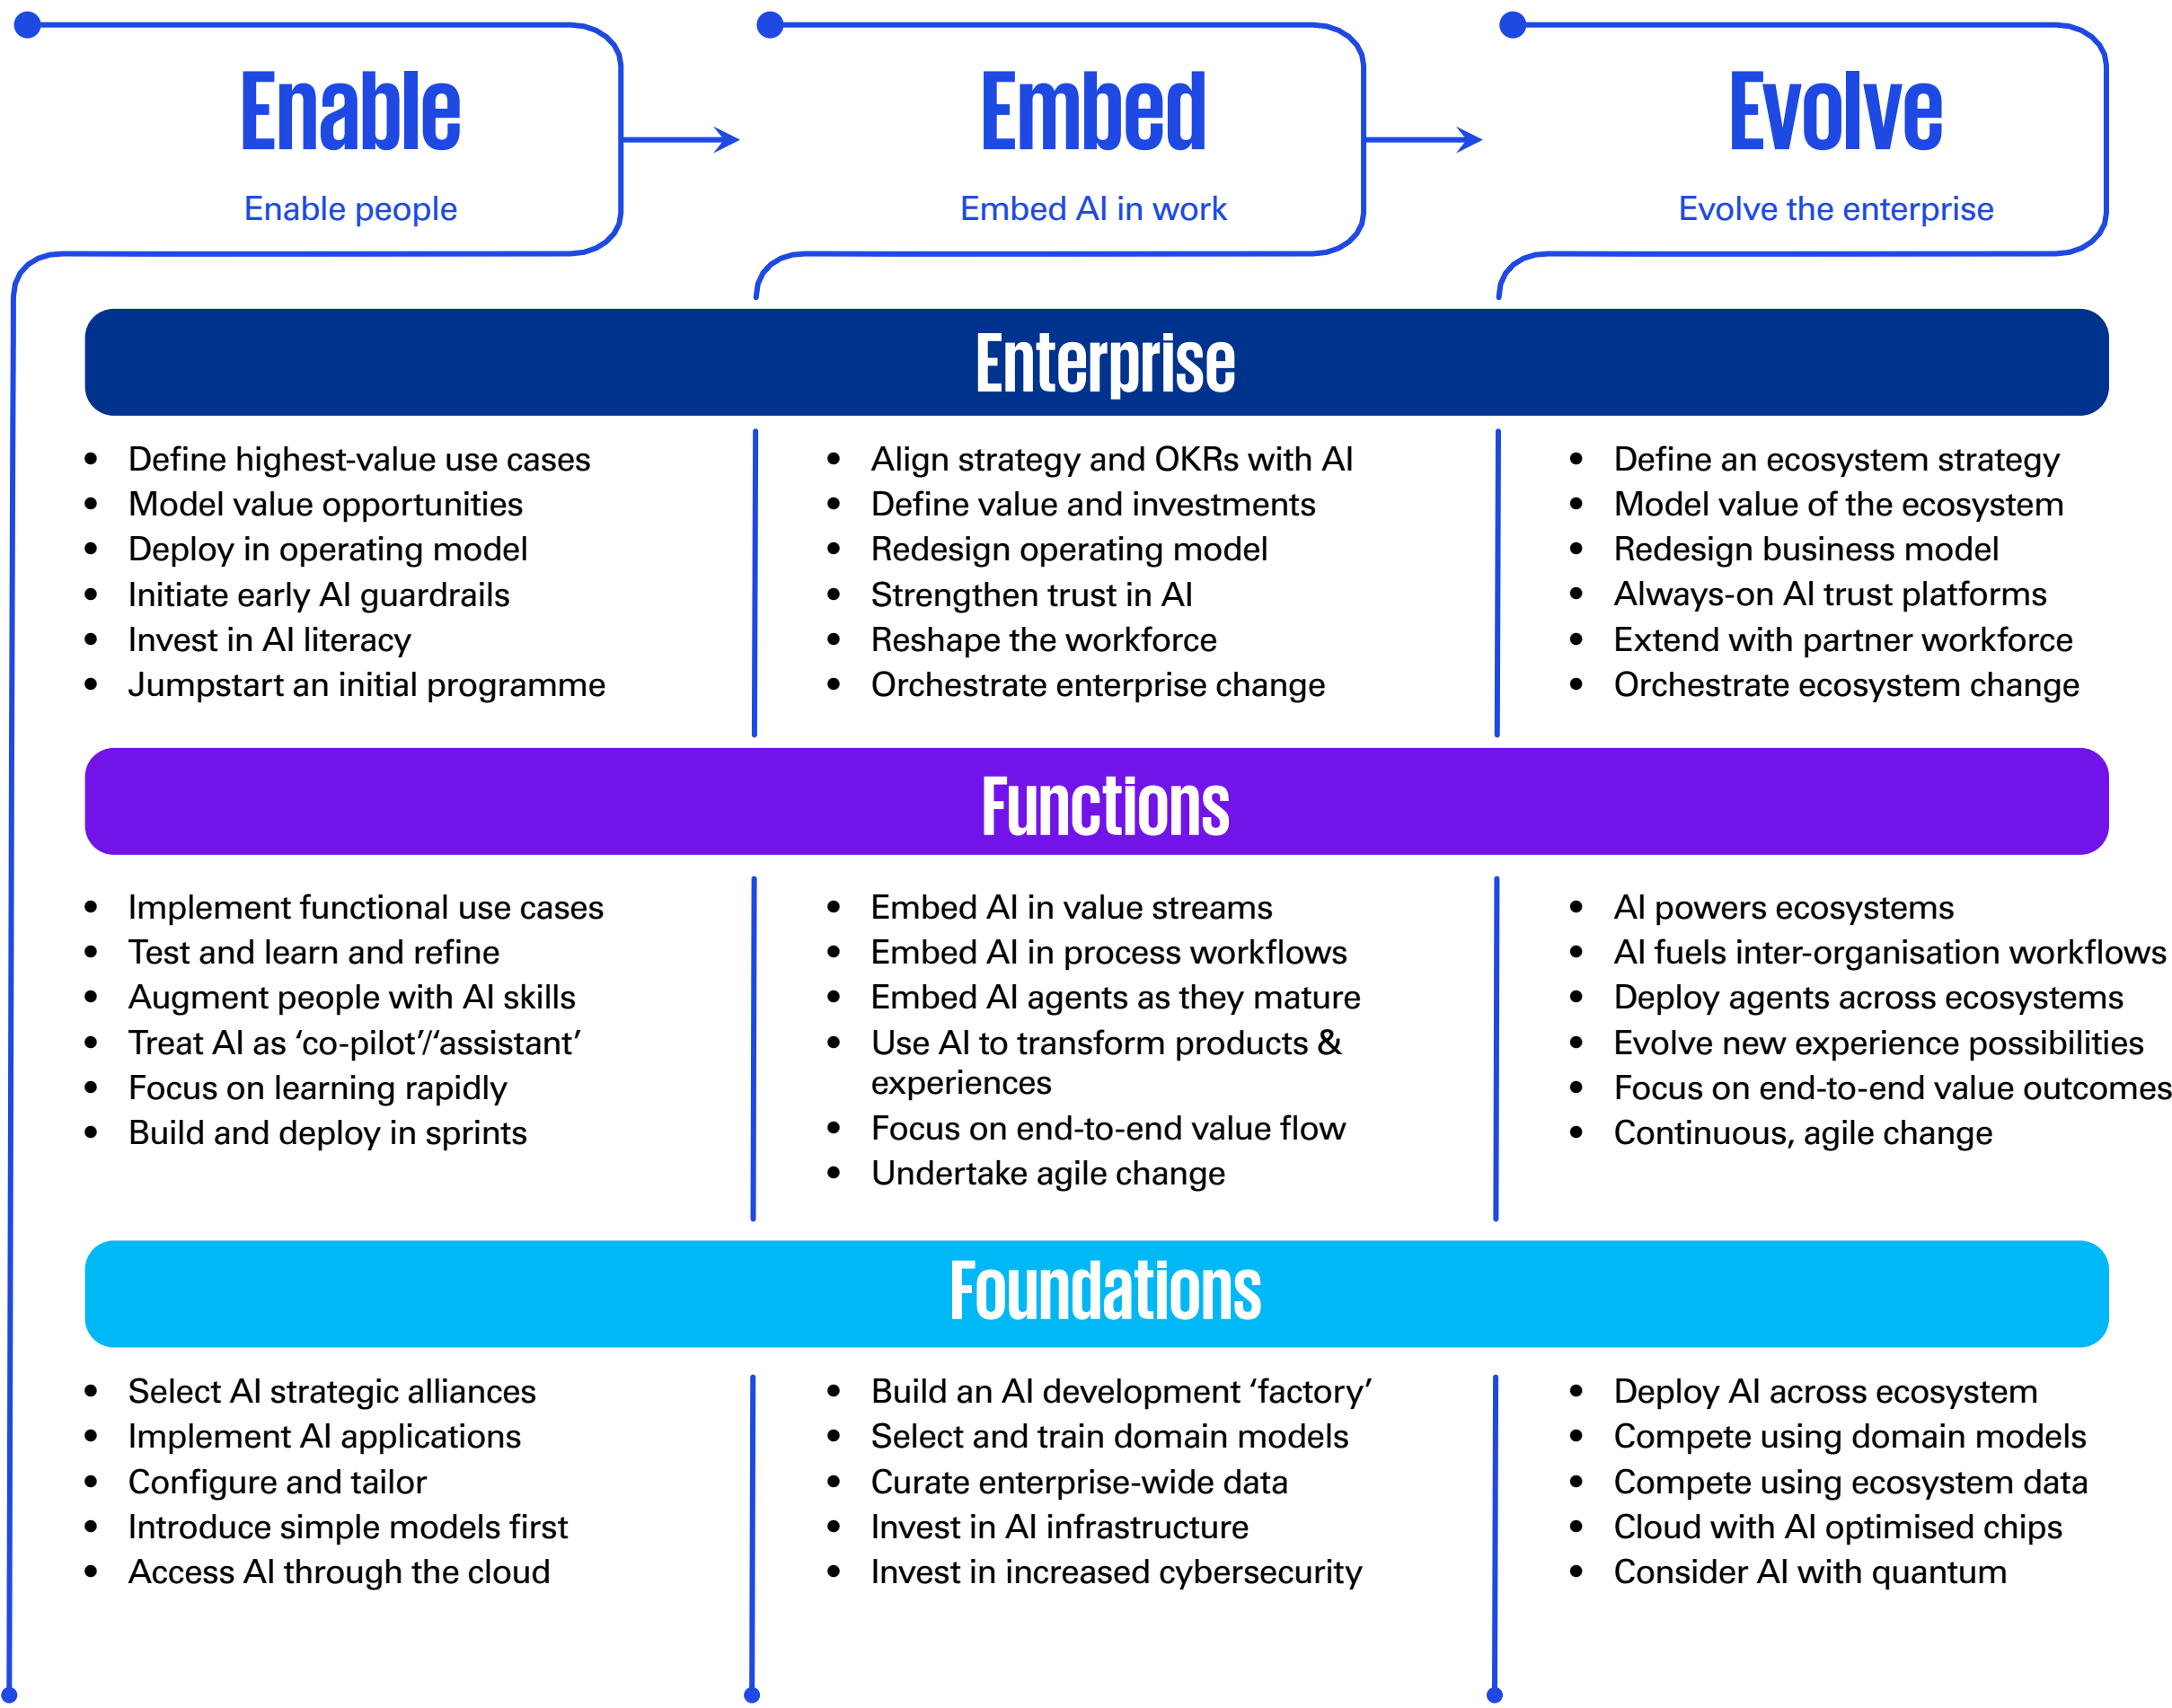 Enable
Enable people
Embed
Embed AI in work
Evolve
Evolve the enterprise
Enterprise
• Define highest-value use cases
• Model value opportunities
• Deploy in operating model
• Initiate early AI guardrails
• Invest in AI literacy
• Jumpstart an initial programme
• Align strategy and OKRs with AI
• Define value and investments
• Redesign operating model
• Strengthen trust in AI
• Reshape the workforce
• Orchestrate enterprise change
• Define an ecosystem strategy
• Model value of the ecosystem
• Redesign business model
• Always-on AI trust platforms
• Extend with partner workforce
• Orchestrate ecosystem change
Functions
• Implement functional use cases
• Test and learn and refine
• Augment people with AI skills
• Treat AI as ‘co-pilot’/‘assistant’
• Focus on learning rapidly
• Build and deploy in sprints
• Embed AI in value streams
• Embed AI in process workflows
• Embed AI agents as they mature
• Use AI to transform products &
experiences
• Focus on end-to-end value flow
• Undertake agile change
• AI powers ecosystems
• AI fuels inter-organisation workflows
• Deploy agents across ecosystems
• Evolve new experience possibilities
• Focus on end-to-end value outcomes
• Continuous, agile change
Foundations
• Select AI strategic alliances
• Implement AI applications
• Configure and tailor
• Introduce simple models first
• Access AI through the cloud
• Build an AI development ‘factory’
• Select and train domain models
• Curate enterprise-wide data
• Invest in AI infrastructure
• Invest in increased cybersecurity
• Deploy AI across ecosystem
• Compete using domain models
• Compete using ecosystem data
• Cloud with AI optimised chips
• Consider AI with quantum